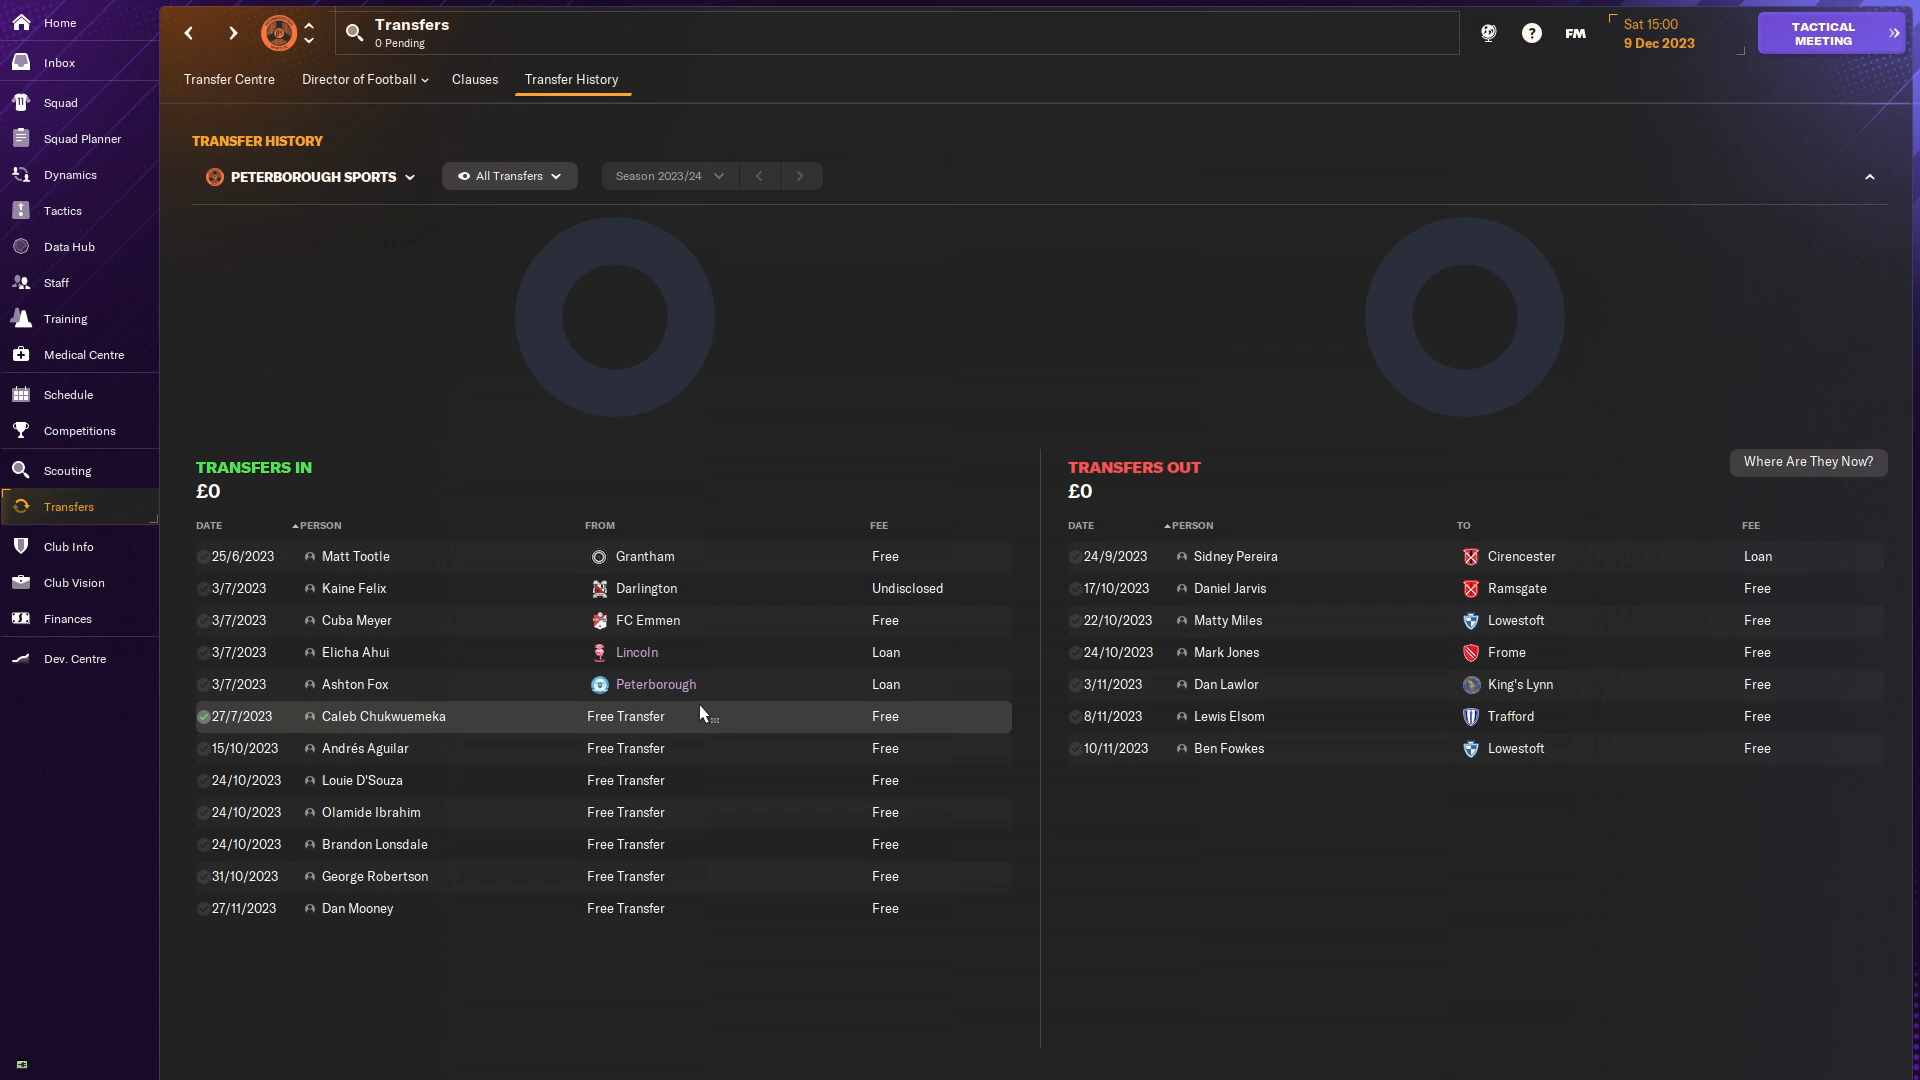 Home
Inbox
Squad
Squad Planner
Dynamics
Tactics
Data Hub
Staff
Training
Medical Centre
Schedule
Competitions
Scouting
Transfers
Club Info
Club Vision
Finances
Dev. Centre
Transfers
0 Pending
FM
Sat 15:00
9 Dec 2023
TACTICAL
MEETING
Transfer Centre Director of Football Clauses Transfer History
TRANSFER HISTORY
PETERBOROUGH SPORTS All Transfers Season 2023/24
TRANSFERS IN
£0
DATE PERSON FROM FEE
25/6/2023 Matt Tootle Grantham Free
3/7/2023 Kaine Felix Darlington Undisclosed
3/7/2023 Cuba Meyer FC Emmen Free
3/7/2023 Elicha Ahui Lincoln Loan
3/7/2023 Ashton Fox Peterborough Loan
27/7/2023 Caleb Chukwuemeka Free Transfer Free
15/10/2023 Andrés Aguilar Free Transfer Free
24/10/2023 Louie D'Souza Free Transfer Free
24/10/2023 Olamide Ibrahim Free Transfer Free
24/10/2023 Brandon Lonsdale Free Transfer Free
31/10/2023 George Robertson Free Transfer Free
27/11/2023 Dan Mooney Free Transfer Free
TRANSFERS OUT
£0
Where Are They Now?
DATE PERSON TO FEE
24/9/2023 Sidney Pereira Cirencester Loan
17/10/2023 Daniel Jarvis Ramsgate Free
22/10/2023 Matty Miles Lowestoft Free
24/10/2023 Mark Jones Frome Free
3/11/2023 Dan Lawlor King's Lynn Free
8/11/2023 Lewis Elsom Trafford Free
10/11/2023 Ben Fowkes Lowestoft Free